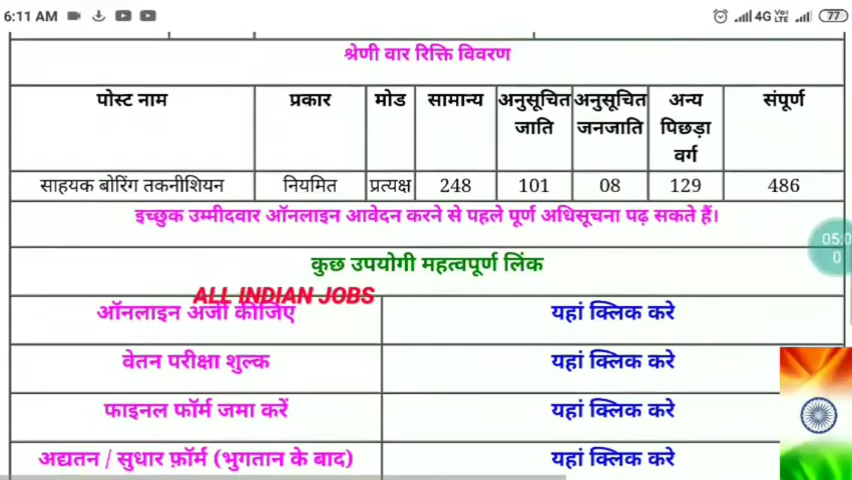 6:11 AM 4G VoLTE 77
श्रेणी वार रिक्ति विवरण
पोस्ट नाम प्रकार मोड सामान्य अनुसूचित जाति अनुसूचित जनजाति अन्य पिछड़ा वर्ग संपूर्ण
साहयक बोरिंग तकनीशियन नियमित प्रत्यक्ष 248 101 08 129 486
इच्छुक उम्मीदवार ऑनलाइन आवेदन करने से पहले पूर्ण अधिसूचना पढ़ सकते हैं।
कुछ उपयोगी महत्वपूर्ण लिंक
ALL INDIAN JOBS
ऑनलाइन अर्जी कीजिए यहां क्लिक करे
वेतन परीक्षा शुल्क यहां क्लिक करे
फाइनल फॉर्म जमा करें यहां क्लिक करे
अद्यतन / सुधार फ़ॉर्म (भुगतान के बाद) यहां क्लिक करे